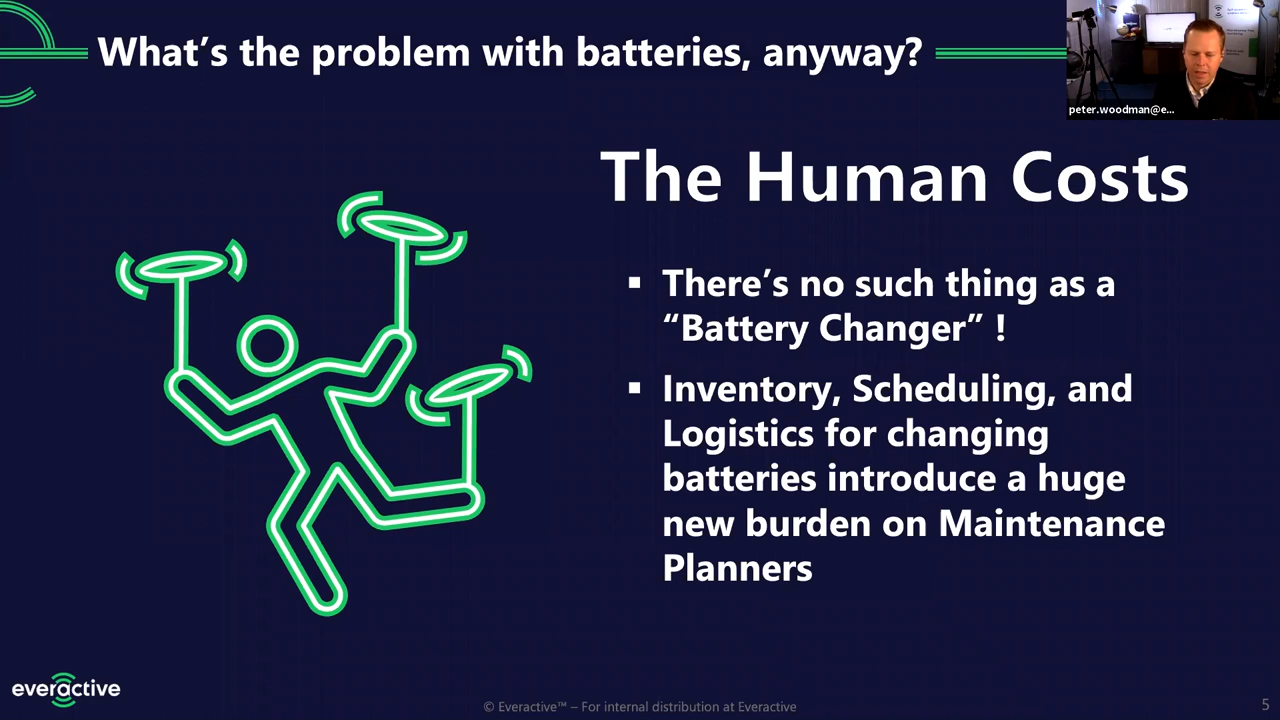 What's the problem with batteries, anyway?
peter.woodman@e...
The Human Costs
▪ There's no such thing as a
“Battery Changer” !
▪ Inventory, Scheduling, and
Logistics for changing
batteries introduce a huge
new burden on Maintenance
Planners
everactive
© Everactive™ – For internal distribution at Everactive
5